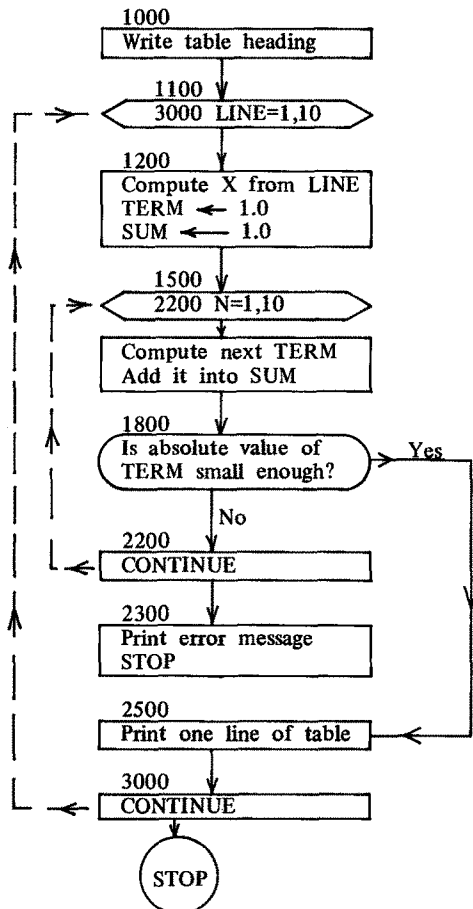 1000
Write table heading
1100
3000 LINE=1,10
1200
Compute X from LINE
TERM ← 1.0
SUM ← 1.0
1500
2200 N=1,10
Compute next TERM
Add it into SUM
1800
Is absolute value of
TERM small enough?
Yes
No
2200
CONTINUE
2300
Print error message
STOP
2500
Print one line of table
3000
CONTINUE
STOP